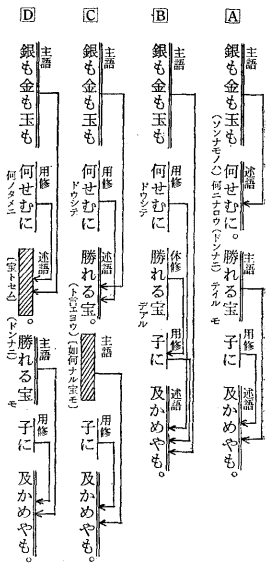 A
主語 述語 主語 用修 述語
銀も金も玉も 何せむに。 勝れる宝 子に 及かめやも。
(ソンナモノハ)何ニナロウ(ドンナニ) テイル モ
B
主語 用修 体修 用修 述語
銀も金も玉も 何せむに 勝れる宝 子に 及かめやも。
ドウシテ デアル
C
主語 用修 述語 主語 用修 述語
銀も金も玉も 何せむに 勝れる宝。 子に 及かめやも。
ドウシテ (ト言エヨウ)(如何ナル宝モ)
D
主語 用修 述語 主語 用修
銀も金も玉も 何せむに 。勝れる宝 子に 及かめやも。
何ノタメニ (宝トセム) (ドンナニ) モ